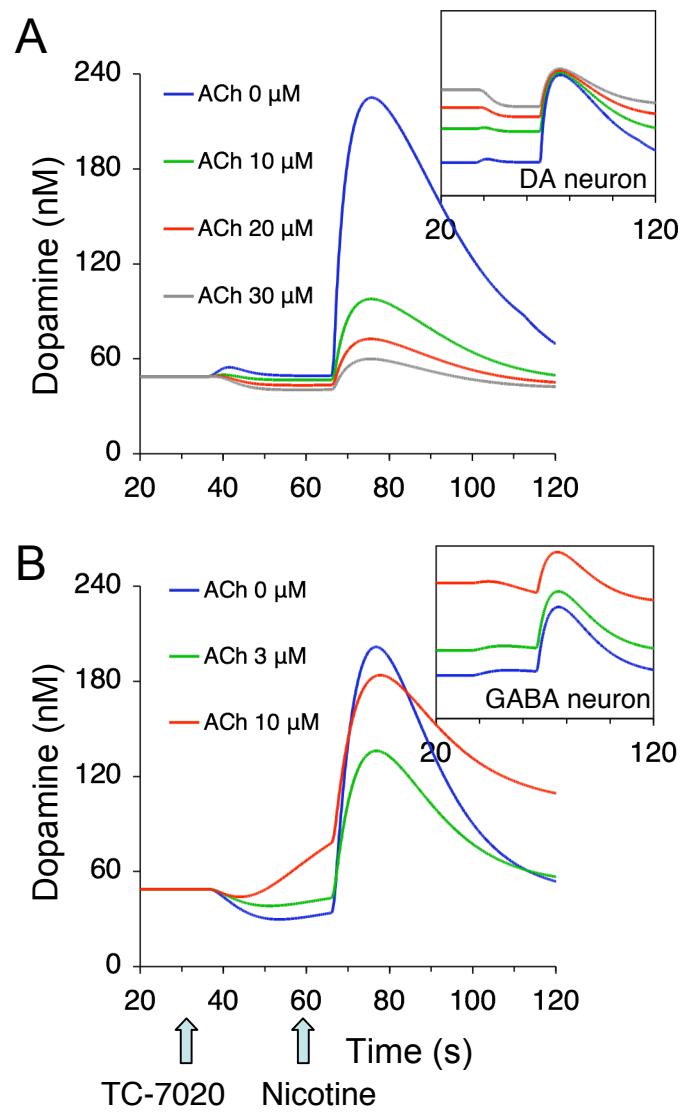 A
Dopamine (nM)
240
180
120
60
0
ACh 0 μM
ACh 10 μM
ACh 20 μM
ACh 30 μM
DA neuron
20 120
20 40 60 80 100 120
B
Dopamine (nM)
240
180
120
60
0
ACh 0 μM
ACh 3 μM
ACh 10 μM
GABA neuron
20 120
20 40 60 80 100 120
Time (s)
TC-7020 Nicotine